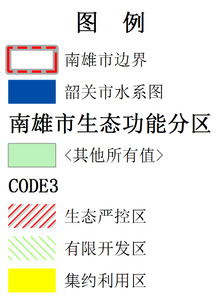 图 例
南雄市边界
韶关市水系图
南雄市生态功能分区
<其他所有值>
CODE3
生态严控区
有限开发区
集约利用区